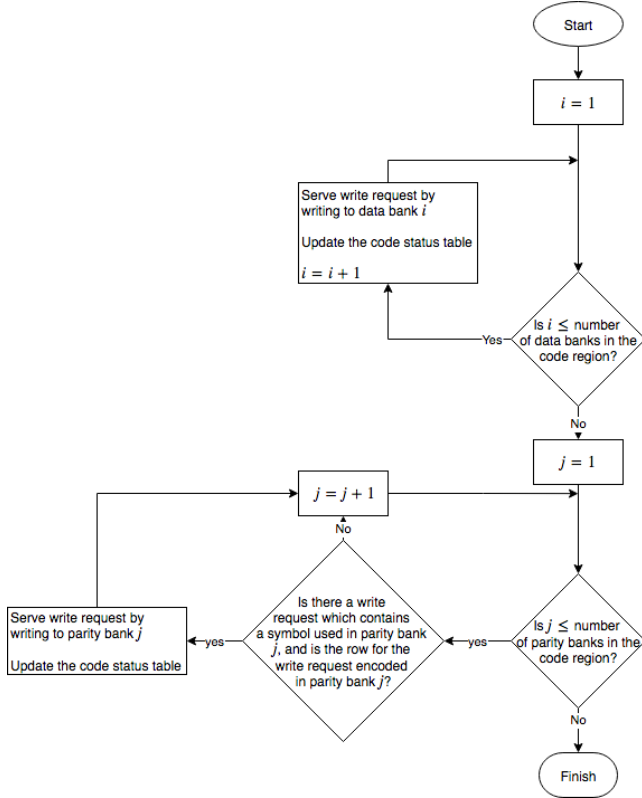 Start
i = 1
Serve write request by
writing to data bank i
Update the code status table
i = i + 1
Is i ≤ number
of data banks in the
code region?
Yes
No
j = 1
j = j + 1
No
Is there a write
request which contains
a symbol used in parity bank
j, and is the row for the
write request encoded
in parity bank j?
Serve write request by
writing to parity bank j
Update the code status table
yes
yes
Is j ≤ number
of parity banks in the
code region?
No
Finish